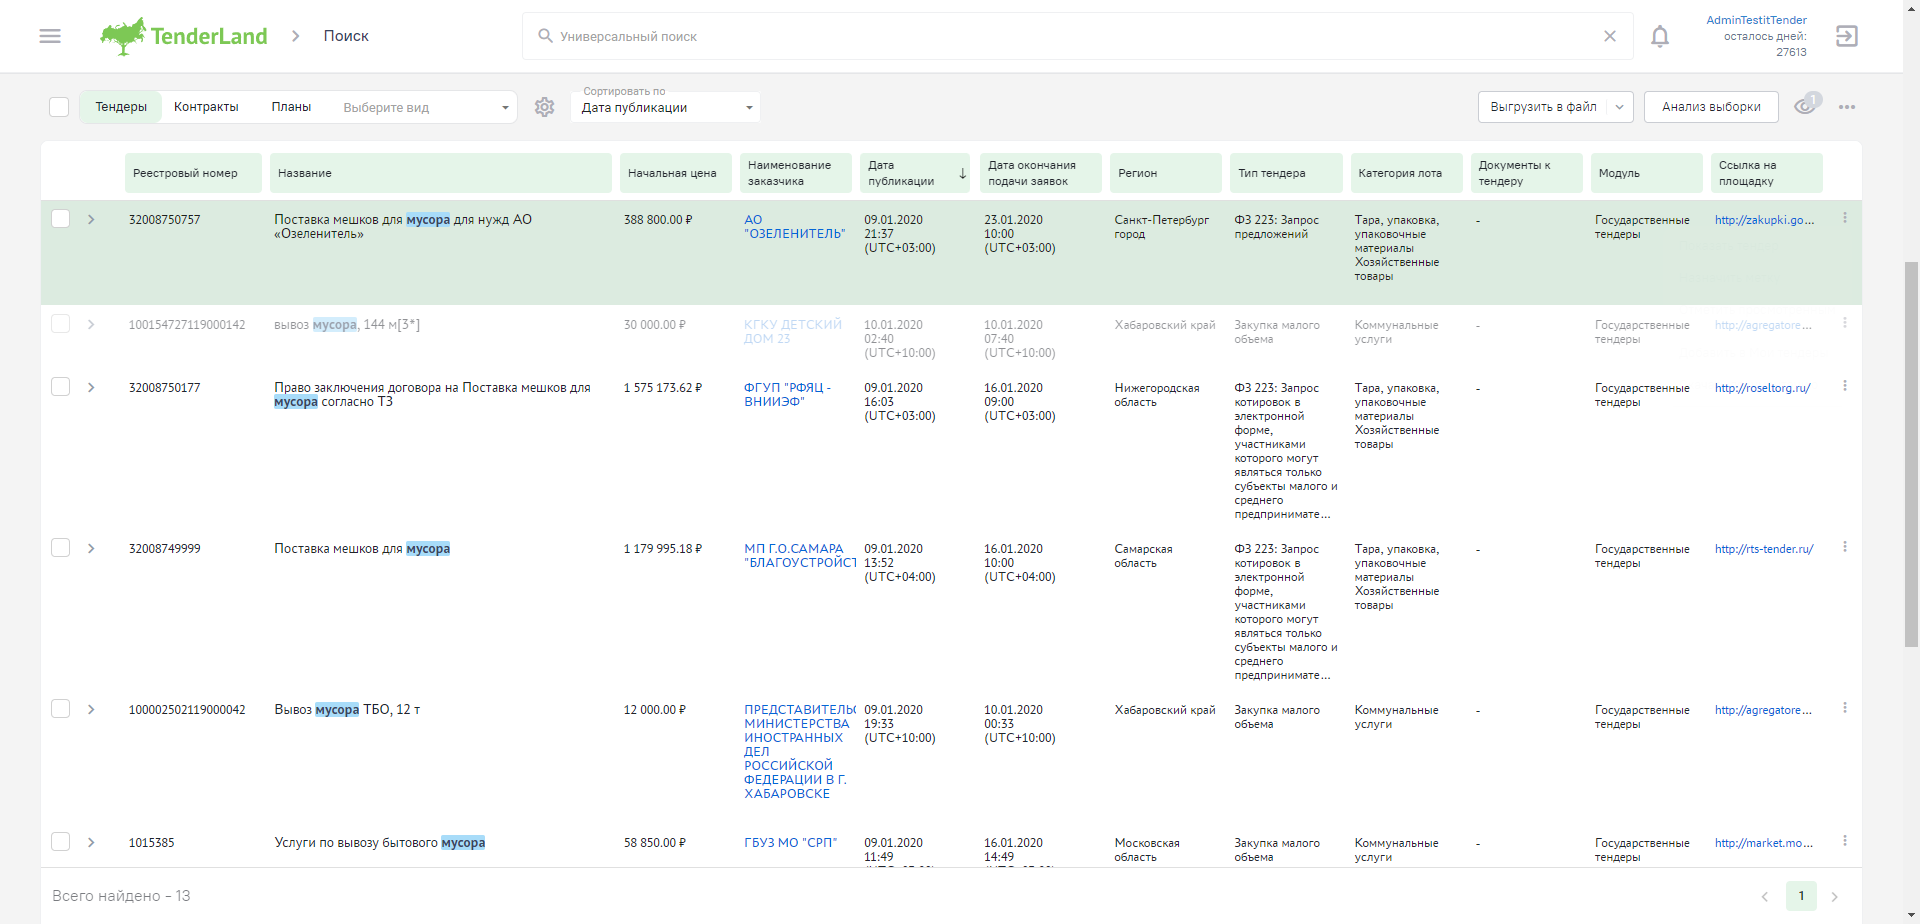 TenderLand
Поиск
Универсальный поиск
AdminTestitTender
осталось дней:
27613
Тендеры
Контракты
Планы
Выберите вид
Сортировать по
Дата публикации
Выгрузить в файл
Анализ выборки
1
Реестровый номер
Название
Начальная цена
Наименование
заказчика
Дата
публикации
Дата окончания
подачи заявок
Регион
Тип тендера
Категория лота
Документы к
тендеру
Модуль
Ссылка на
площадку
32008750757
Поставка мешков для мусора для нужд АО
«Озеленитель»
388 800.00 ₽
АО
"ОЗЕЛЕНИТЕЛЬ"
09.01.2020
21:37
(UTC+03:00)
23.01.2020
10:00
(UTC+03:00)
Санкт-Петербург
город
ФЗ 223: Запрос
предложений
Тара, упаковка,
упаковочные
материалы
Хозяйственные
товары
-
Государственные
тендеры
http://zakupki.go...
100154727119000142
вывоз мусора, 144 м[3*]
30 000.00 ₽
КГКУ ДЕТСКИЙ
ДОМ 23
10.01.2020
02:40
(UTC+10:00)
10.01.2020
07:40
(UTC+10:00)
Хабаровский край
Закупка малого
объема
Коммунальные
услуги
-
Государственные
тендеры
http://agregatore...
32008750177
Право заключения договора на Поставка мешков для
мусора согласно ТЗ
1 575 173.62 ₽
ФГУП "РФЯЦ -
ВНИИЭФ"
09.01.2020
16:03
(UTC+03:00)
16.01.2020
09:00
(UTC+03:00)
Нижегородская
область
ФЗ 223: Запрос
котировок в
электронной
форме,
участниками
которого могут
являться только
субъекты малого и
среднего
предпринимате...
Тара, упаковка,
упаковочные
материалы
Хозяйственные
товары
-
Государственные
тендеры
http://roseltorg.ru/
32008749999
Поставка мешков для мусора
1 179 995.18 ₽
МП Г.О.САМАРА
"БЛАГОУСТРОЙСТ
09.01.2020
13:52
(UTC+04:00)
16.01.2020
10:00
(UTC+04:00)
Самарская
область
ФЗ 223: Запрос
котировок в
электронной
форме,
участниками
которого могут
являться только
субъекты малого и
среднего
предпринимате...
Тара, упаковка,
упаковочные
материалы
Хозяйственные
товары
-
Государственные
тендеры
http://rts-tender.ru/
100002502119000042
Вывоз мусора ТБО, 12 т
12 000.00 ₽
ПРЕДСТАВИТЕЛЬС
МИНИСТЕРСТВА
ИНОСТРАННЫХ
ДЕЛ
РОССИЙСКОЙ
ФЕДЕРАЦИИ В Г.
ХАБАРОВСКЕ
09.01.2020
19:33
(UTC+10:00)
10.01.2020
00:33
(UTC+10:00)
Хабаровский край
Закупка малого
объема
Коммунальные
услуги
-
Государственные
тендеры
http://agregatore...
1015385
Услуги по вывозу бытового мусора
58 850.00 ₽
ГБУЗ МО "СРП"
09.01.2020
11:49
16.01.2020
14:49
Московская
область
Закупка малого
объема
Коммунальные
услуги
-
Государственные
тендеры
http://market.mo...
Всего найдено - 13
1